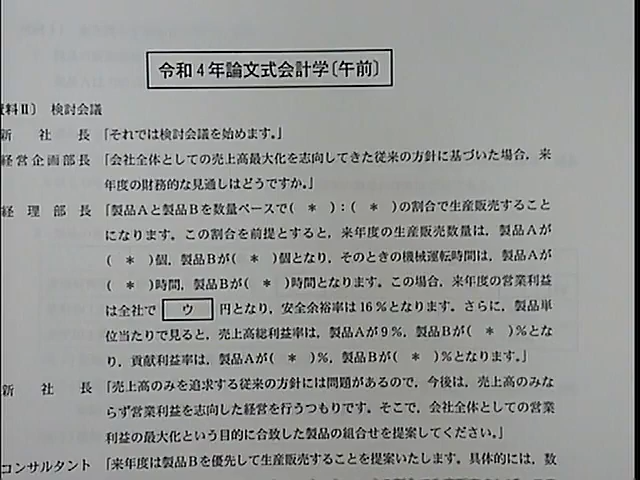 令和4年論文式会計学〔午前〕
資料Ⅱ〕 検討会議
新社長「それでは検討会議を始めます。」
経営企画部長「会社全体としての売上高最大化を志向してきた従来の方針に基づいた場合，来
年度の財務的な見通しはどうですか。」
経理部長「製品Aと製品Bを数量ベースで( * )：( * )の割合で生産販売すること
になります。この割合を前提とすると，来年度の生産販売数量は，製品Aが
( * )個，製品Bが( * )個となり，そのときの機械運転時間は，製品Aが
( * )時間，製品Bが( * )時間となります。この場合，来年度の営業利益
は全社で ウ 円となり，安全余裕率は16％となります。さらに，製品単
位当たりで見ると，売上高総利益率は，製品Aが9％，製品Bが( * )％とな
り，貢献利益率は，製品Aが( * )％，製品Bが( * )％となります。」
新社長「売上高のみを追求する従来の方針には問題があるので，今後は，売上高のみな
らず営業利益を志向した経営を行うつもりです。そこで，会社全体としての営業
利益の最大化という目的に合致した製品の組合せを提案してください。」
コンサルタント「来年度は製品Bを優先して生産販売することを提案いたします。具体的には，数